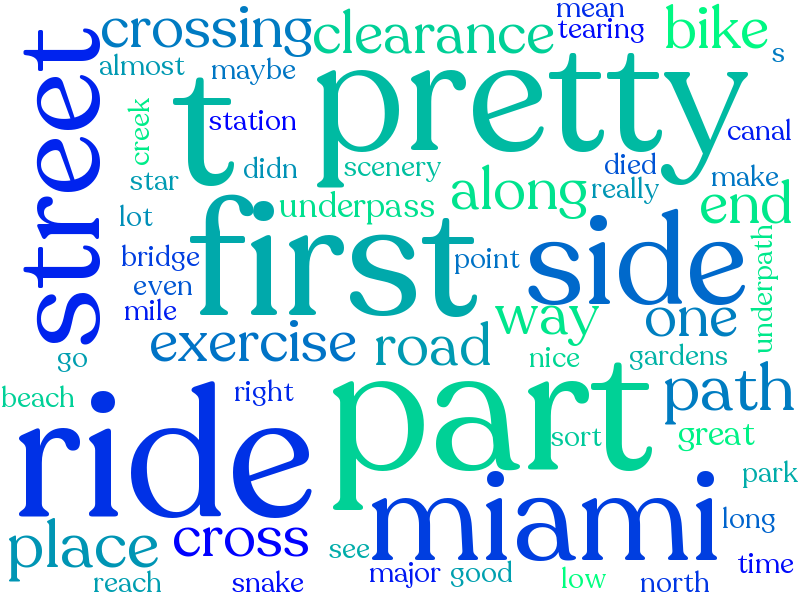 mean
crossing clearance tearing bike
s
almost maybe
street
t pretty
creek
station
canal
didn scenery died
star along really make
lot underpass end
first
bridge point side
even underpath
mile
exercise road way one
go nice gardens
beach right path
ride part
sort great
park
miami
place cross long
see
reach snake major good low north time